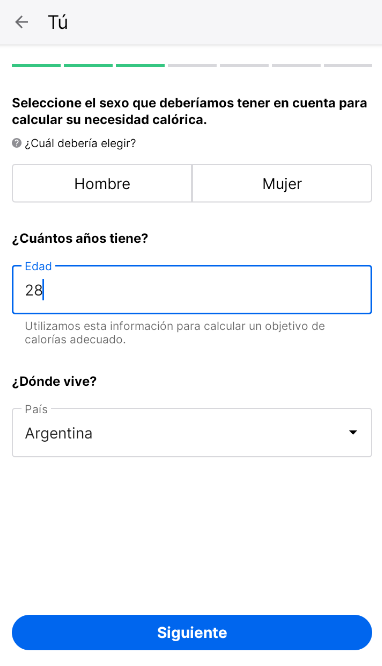 Tú
Seleccione el sexo que deberíamos tener en cuenta para
calcular su necesidad calórica.
¿Cuál debería elegir?
Hombre
Mujer
¿Cuántos años tiene?
Edad
28
Utilizamos esta información para calcular un objetivo de
calorías adecuado.
¿Dónde vive?
País
Argentina
Siguiente